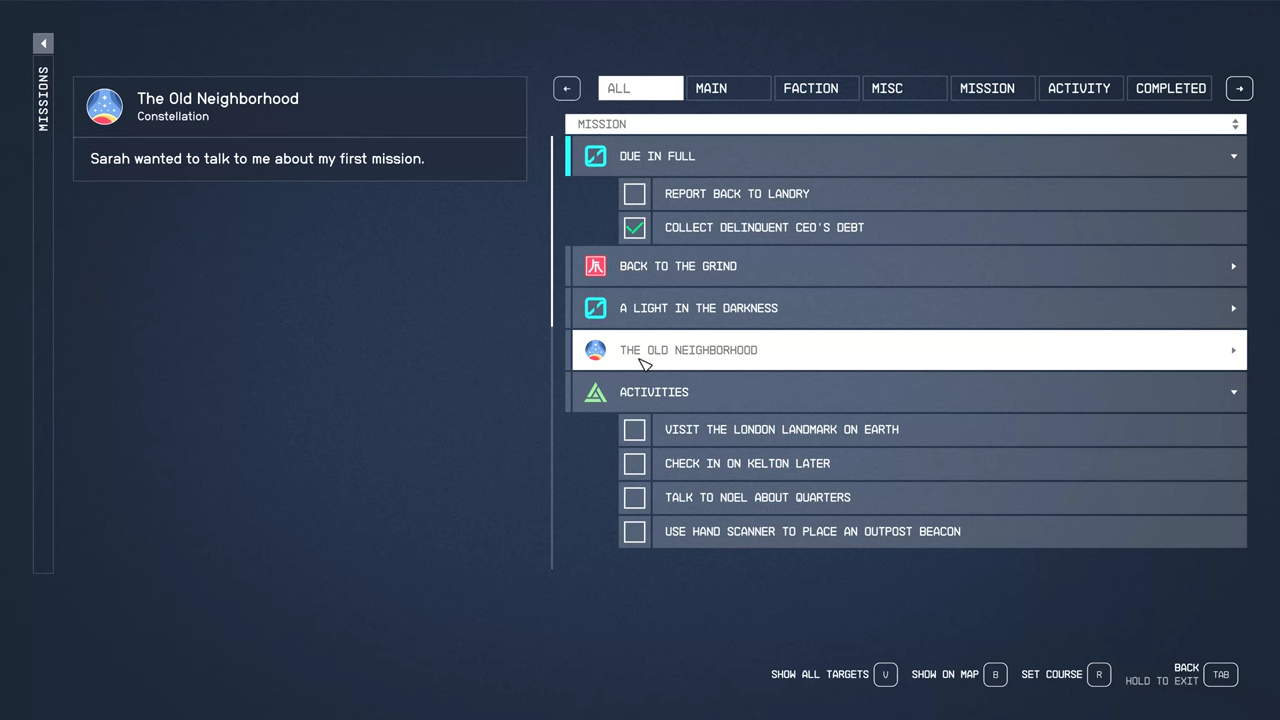 MISSIONS
The Old Neighborhood
Constellation
Sarah wanted to talk to me about my first mission.
ALL MAIN FACTION MISC MISSION ACTIVITY COMPLETED
MISSION
DUE IN FULL
REPORT BACK TO LANDRY
COLLECT DELINQUENT CEO'S DEBT
BACK TO THE GRIND
A LIGHT IN THE DARKNESS
THE OLD NEIGHBORHOOD
ACTIVITIES
VISIT THE LONDON LANDMARK ON EARTH
CHECK IN ON KELTON LATER
TALK TO NOEL ABOUT QUARTERS
USE HAND SCANNER TO PLACE AN OUTPOST BEACON
SHOW ALL TARGETS V SHOW ON MAP B SET COURSE R BACK TAB
HOLD TO EXIT